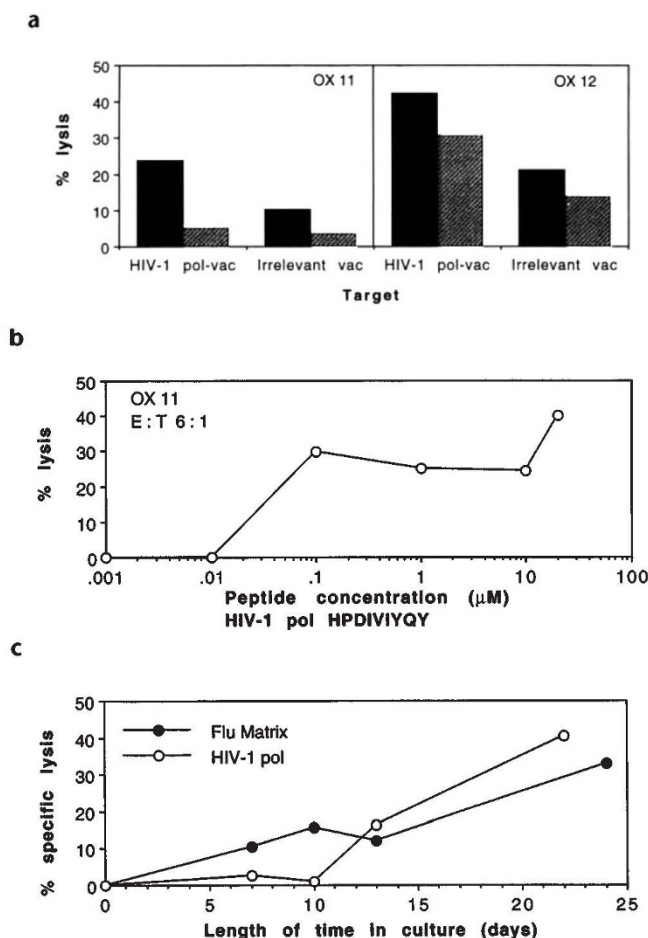 a
50
40
30
20
10
0
% lysis
OX 11
OX 12
HIV-1 pol-vac
Irrelevant vac
HIV-1 pol-vac
Irrelevant vac
Target
b
50
40
30
20
10
0
% lysis
OX 11
E:T 6:1
.001
.01
.1
1
10
100
Peptide concentration (µM)
HIV-1 pol HPDIVIYQY
c
50
40
30
20
10
0
% specific lysis
Flu Matrix
HIV-1 pol
0
5
10
15
20
25
Length of time in culture (days)